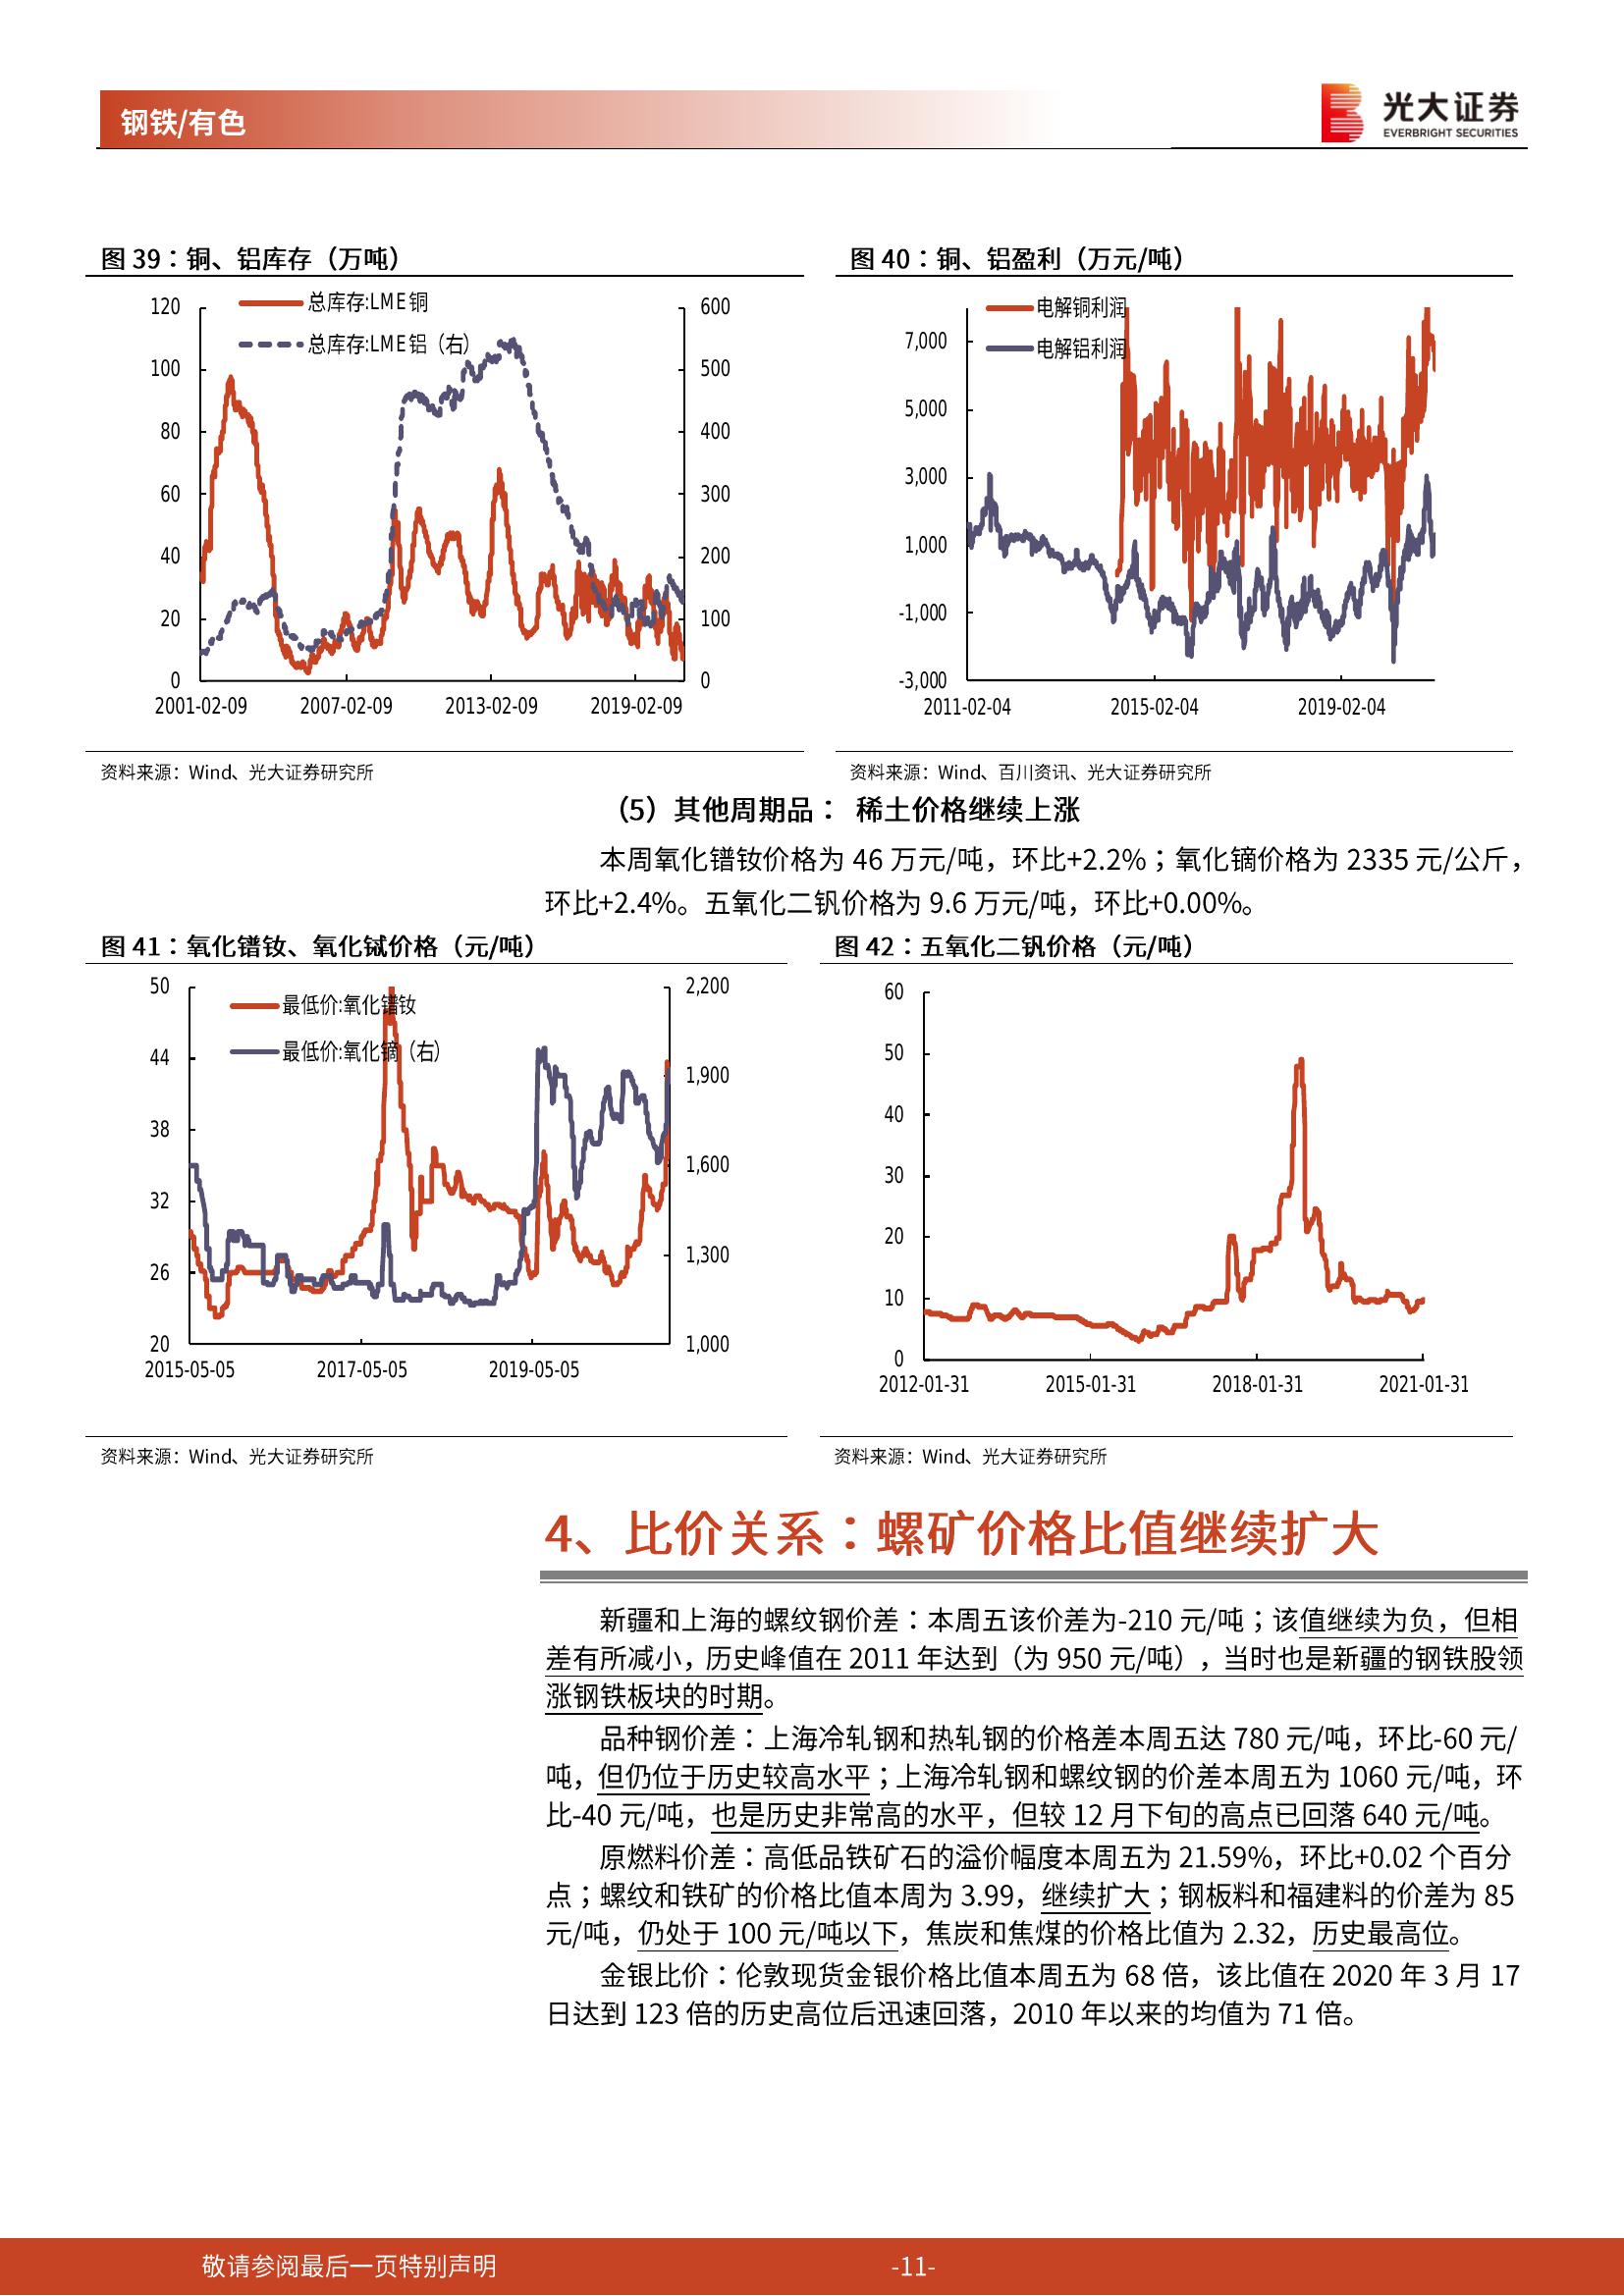 钢铁/有色
光大证券
EVERBRIGHT SECURITIES
图 39：铜、铝库存（万吨）
总库存:LME铜
总库存:LME铝（右）
120
100
80
60
40
20
0
600
500
400
300
200
100
0
2001-02-09 2007-02-09 2013-02-09 2019-02-09
资料来源：Wind、光大证券研究所
图 40：铜、铝盈利（万元/吨）
电解铜利润
电解铝利润
7,000
5,000
3,000
1,000
-1,000
-3,000
2011-02-04 2015-02-04 2019-02-04
资料来源：Wind、百川资讯、光大证券研究所
（5）其他周期品： 稀土价格继续上涨
本周氧化镨钕价格为 46 万元/吨，环比+2.2%；氧化镝价格为 2335 元/公斤，
环比+2.4%。五氧化二钒价格为 9.6 万元/吨，环比+0.00%。
图 41：氧化镨钕、氧化铽价格（元/吨）
最低价:氧化镨钕
最低价:氧化镝（右）
50
44
38
32
26
20
2,200
1,900
1,600
1,300
1,000
2015-05-05 2017-05-05 2019-05-05
资料来源：Wind、光大证券研究所
图 42：五氧化二钒价格（元/吨）
60
50
40
30
20
10
0
2012-01-31 2015-01-31 2018-01-31 2021-01-31
资料来源：Wind、光大证券研究所
4、比价关系：螺矿价格比值继续扩大
新疆和上海的螺纹钢价差：本周五该价差为-210 元/吨；该值继续为负，但相
差有所减小，历史峰值在 2011 年达到（为 950 元/吨），当时也是新疆的钢铁股领
涨钢铁板块的时期。
品种钢价差：上海冷轧钢和热轧钢的价格差本周五达 780 元/吨，环比-60 元/
吨，但仍位于历史较高水平；上海冷轧钢和螺纹钢的价差本周五为 1060 元/吨，环
比-40 元/吨，也是历史非常高的水平，但较 12 月下旬的高点已回落 640 元/吨。
原燃料价差：高低品铁矿石的溢价幅度本周五为 21.59%，环比+0.02 个百分
点；螺纹和铁矿的价格比值本周为 3.99，继续扩大；钢板料和福建料的价差为 85
元/吨，仍处于 100 元/吨以下，焦炭和焦煤的价格比值为 2.32，历史最高位。
金银比价：伦敦现货金银价格比值本周五为 68 倍，该比值在 2020 年 3 月 17
日达到 123 倍的历史高位后迅速回落，2010 年以来的均值为 71 倍。
敬请参阅最后一页特别声明
-11-